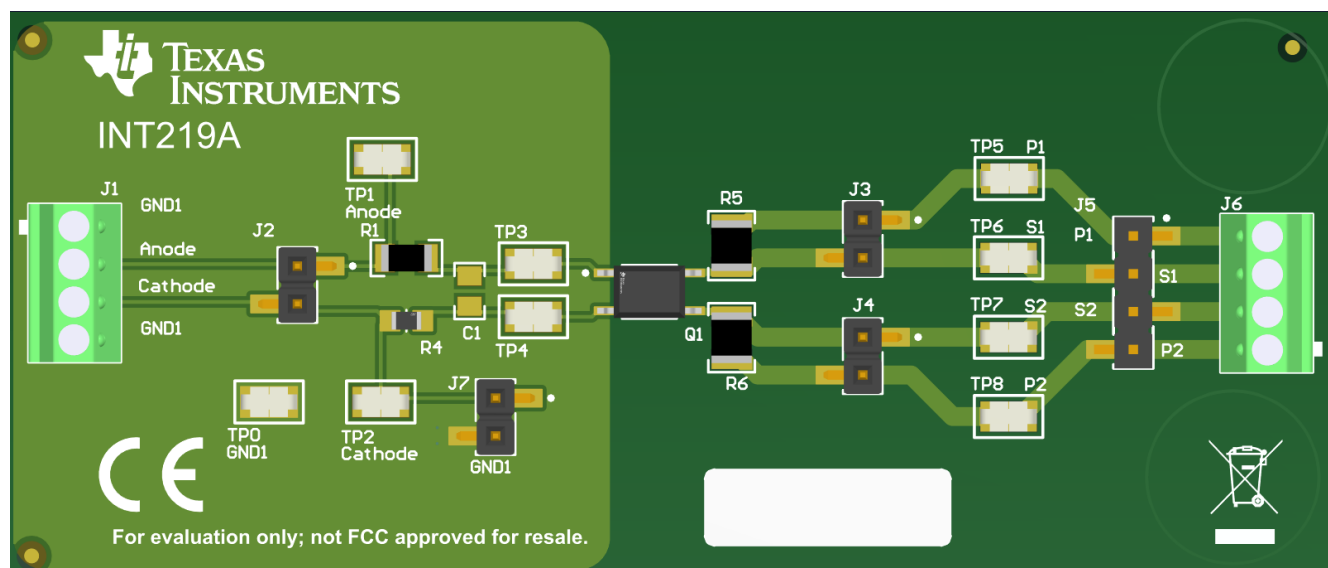 TEXAS
INSTRUMENTS
INT219A
J1
GND1
Anode
Cathode
GND1
J2
TP1
Anode
R1
TP3
TP4
C1
R4
TP0
GND1
TP2
Cathode
J7
GND1
Q1
R5
R6
J3
J4
TP5 P1
TP6 S1
TP7 S2
TP8 P2
J5
P1
S1
S2
P2
J6
CE
For evaluation only; not FCC approved for resale.